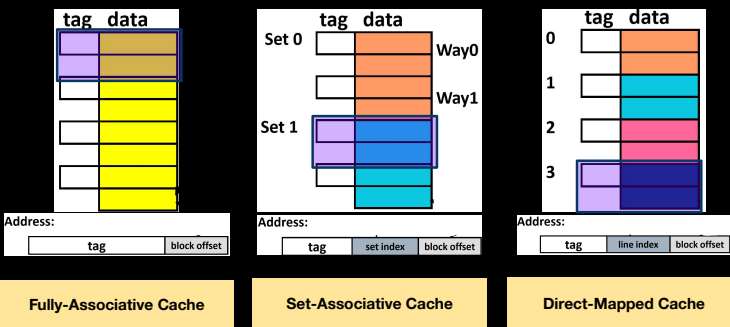 tag data
Address:
tag block offset
Fully-Associative Cache
tag data
Set 0
Way0
Way1
Set 1
Address:
tag set index block offset
Set-Associative Cache
tag data
0
1
2
3
Address:
tag line index block offset
Direct-Mapped Cache